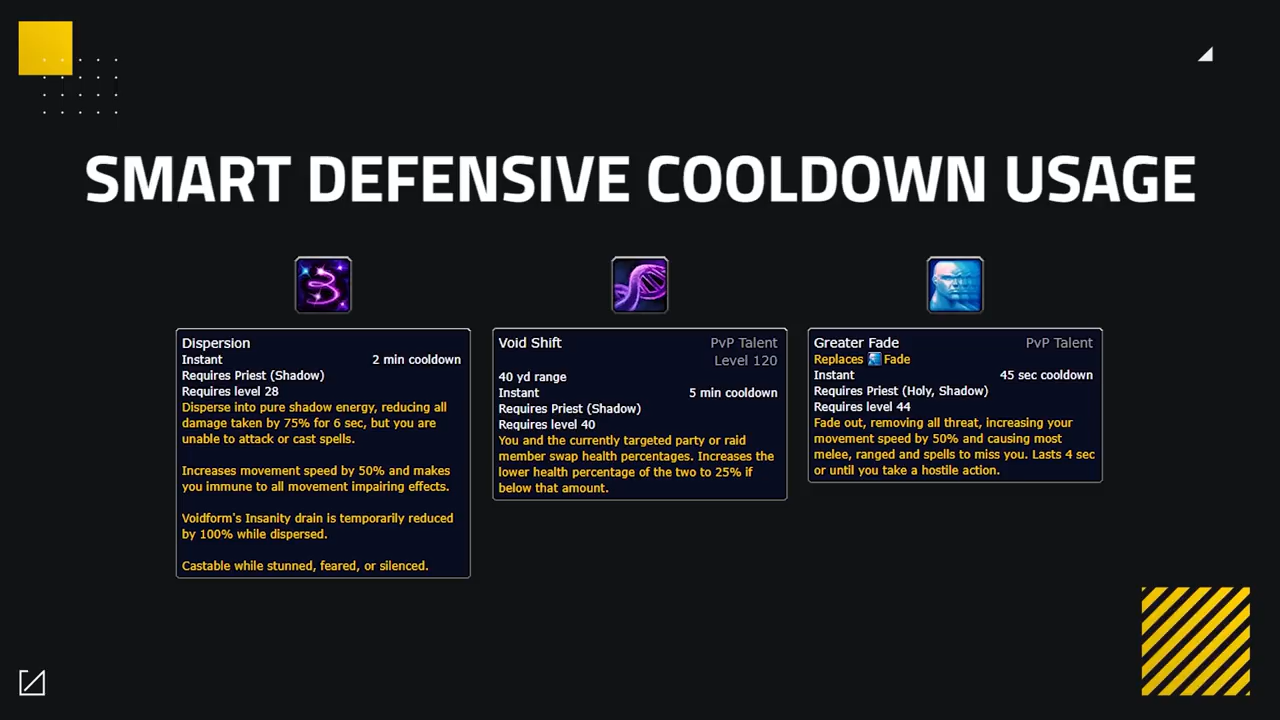 SMART DEFENSIVE COOLDOWN USAGE
Dispersion
Instant 2 min cooldown
Requires Priest (Shadow)
Requires level 28
Disperse into pure shadow energy, reducing all
damage taken by 75% for 6 sec, but you are
unable to attack or cast spells.
Increases movement speed by 50% and makes
you immune to all movement impairing effects.
Voidform's Insanity drain is temporarily reduced
by 100% while dispersed.
Castable while stunned, feared, or silenced.
Void Shift PvP Talent
Level 120
40 yd range
Instant 5 min cooldown
Requires Priest (Shadow)
Requires level 40
You and the currently targeted party or raid
member swap health percentages. Increases the
lower health percentage of the two to 25% if
below that amount.
Greater Fade PvP Talent
Replaces Fade
Instant 45 sec cooldown
Requires Priest (Holy, Shadow)
Requires level 44
Fade out, removing all threat, increasing your
movement speed by 50% and causing most
melee, ranged and spells to miss you. Lasts 4 sec
or until you take a hostile action.